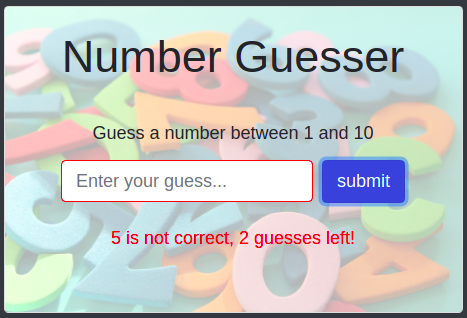 Number Guesser
Guess a number between 1 and 10
Enter your guess... submit
5 is not correct, 2 guesses left!